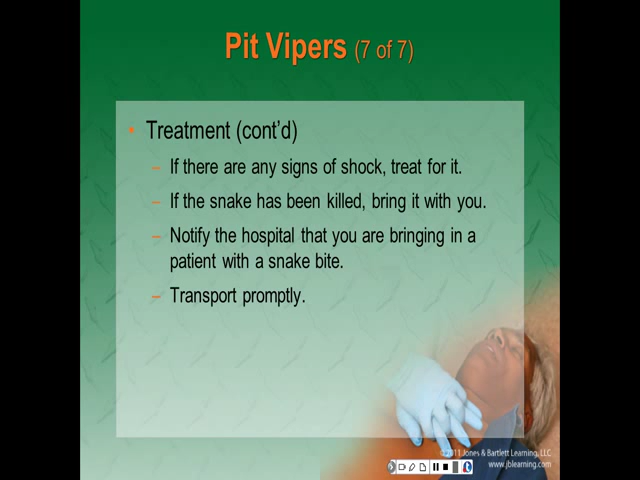 Pit Vipers (7 of 7)
• Treatment (cont'd)
– If there are any signs of shock, treat for it.
– If the snake has been killed, bring it with you.
– Notify the hospital that you are bringing in a
patient with a snake bite.
– Transport promptly.
©2011 Jones & Bartlett Learning, LLC
www.jblearning.com